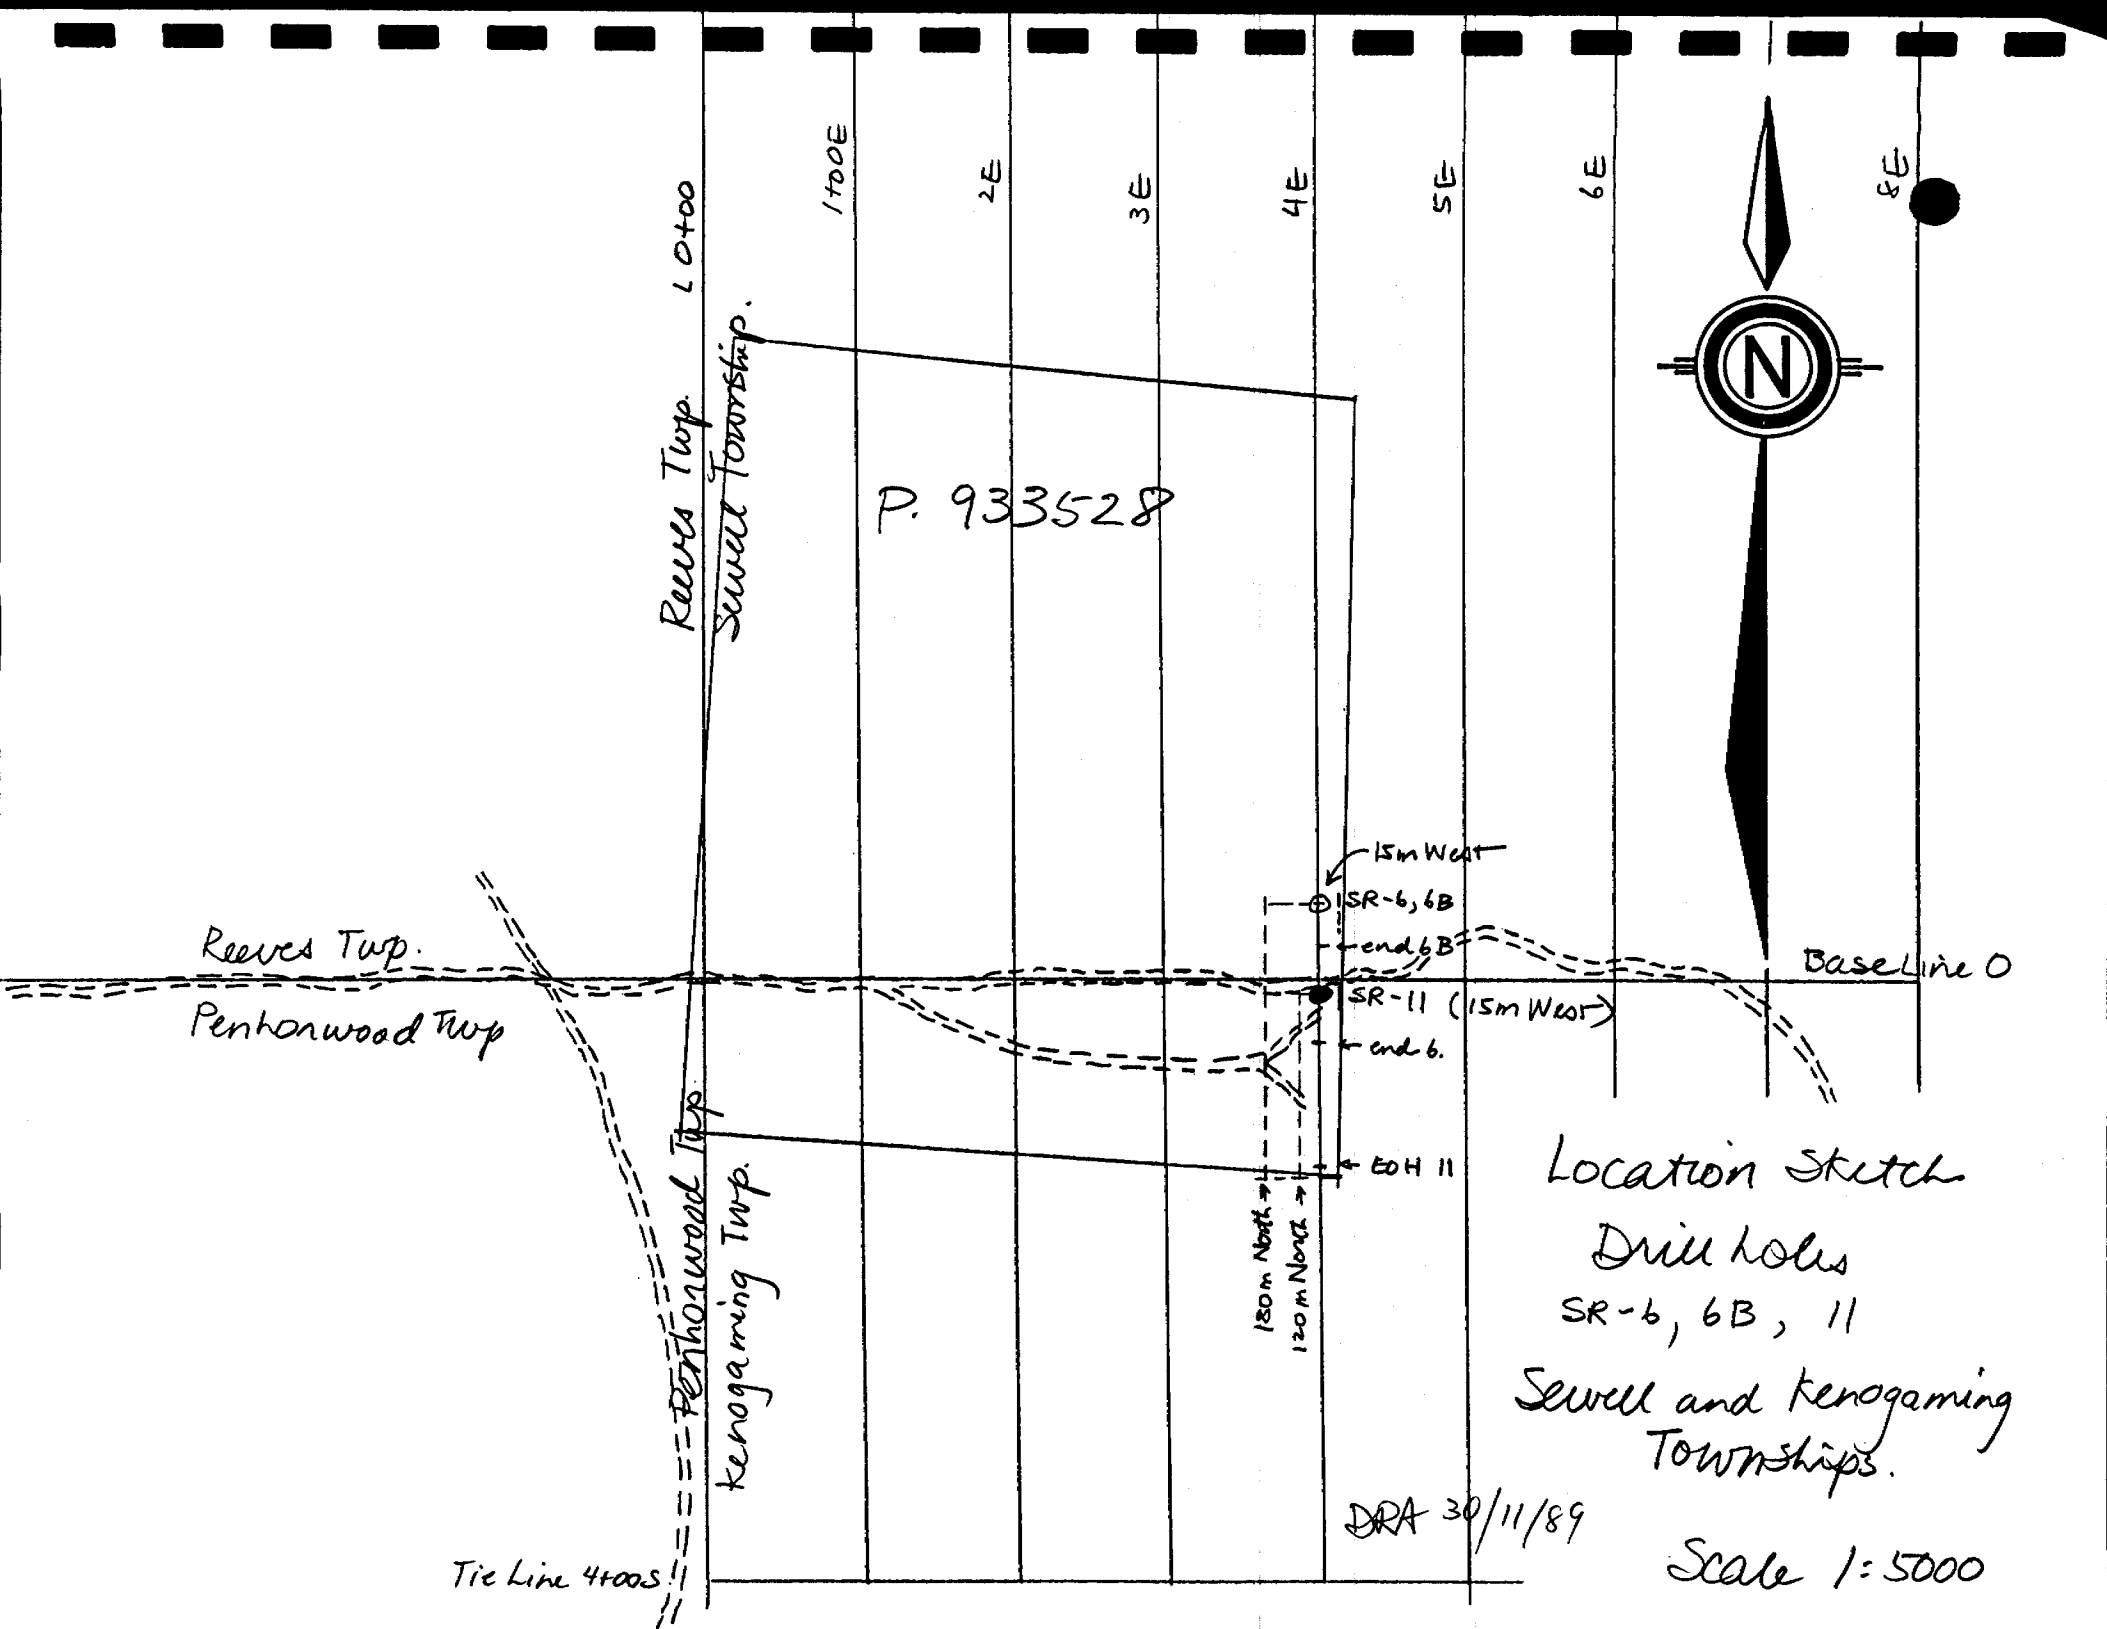 L 0+00
1+00E
2E
3E
4E
5E
6E
8E
N
Reeves Twp.
Sewell Township.
P. 933528
15m West
SR-6, 6B
end 6B
Reeves Twp.
Base Line 0
SR-11 (15m West)
Penhorwood Twp
end 6.
EOH 11
180m North
120m North
Penhorwood Twp
Kenogaming Twp.
Location Sketch
Drill holes
SR-6, 6B, 11
Sewell and Kenogaming
Townships.
DRA 30/11/89
Tie Line 4+00S
Scale 1:5000